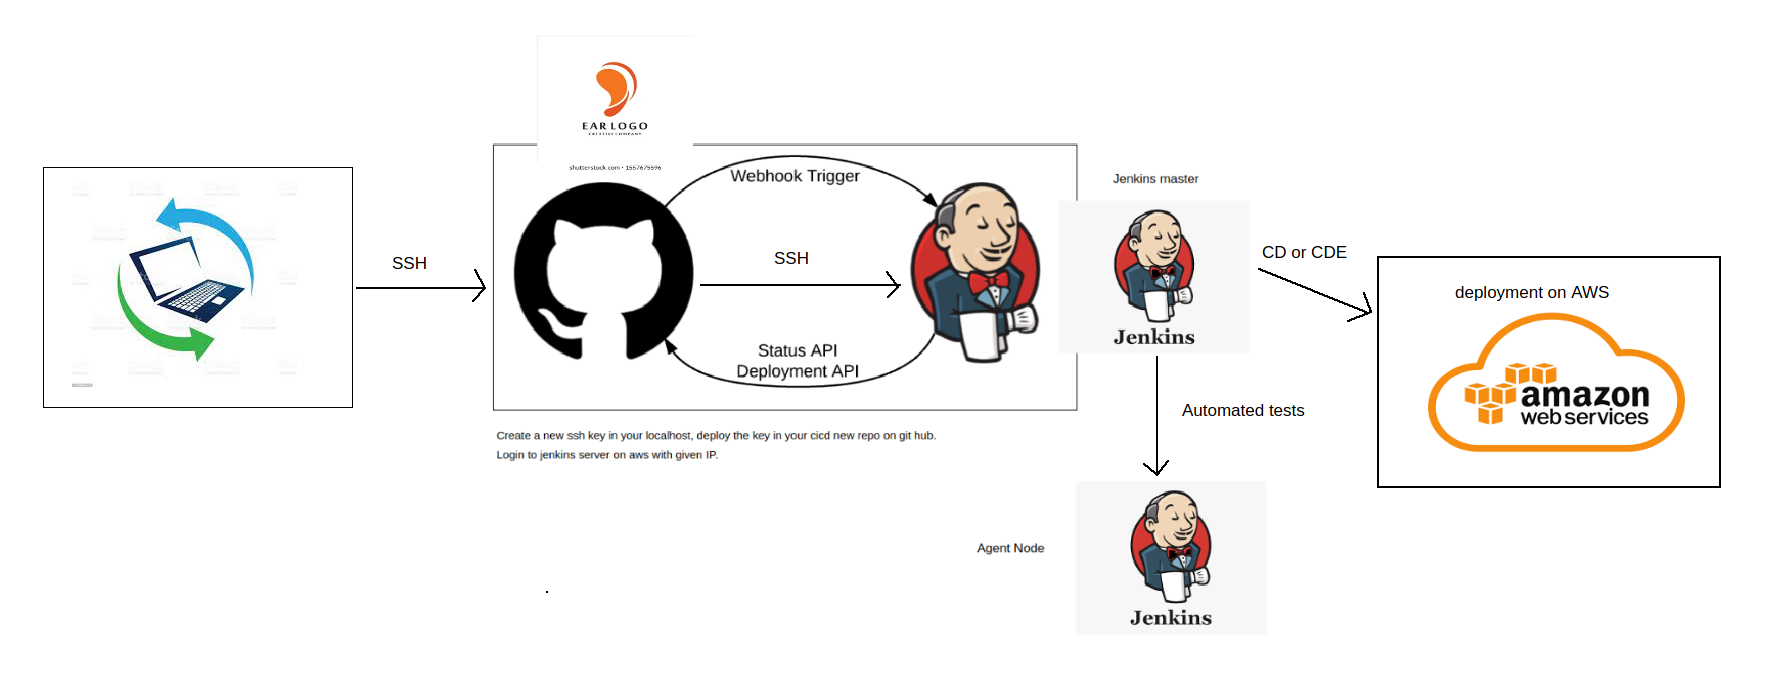 EAR LOGO
CREATIVE COMPANY
shutterstock.com · 1557675596
Webhook Trigger
Jenkins master
SSH
SSH
CD or CDE
deployment on AWS
Jenkins
Status API
Deployment API
amazon
web services
Automated tests
Create a new ssh key in your localhost, deploy the key in your cicd new repo on git hub.
Login to jenkins server on aws with given IP.
Agent Node
Jenkins